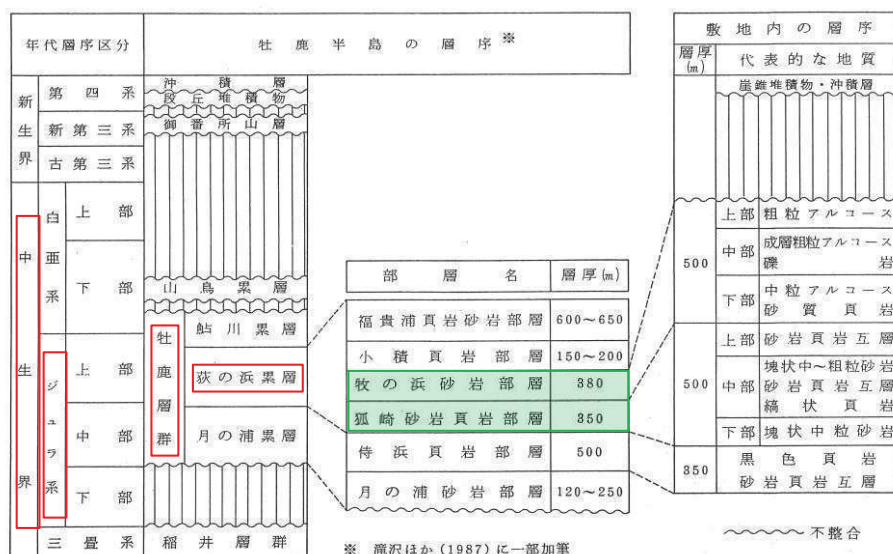 年代層序区分
牡鹿半島の層序※
敷地内の層序
層厚(m)
代表的な地質
新生界
第四系
新第三系
古第三系
中生界
白亜系
上部
下部
ジュラ系
上部
中部
下部
三畳系
沖積層
段丘堆積物
御番所山層
山鳥累層
牡鹿層群
鮎川累層
荻の浜累層
月の浦累層
稲井層群
部層名
層厚(m)
福貴浦頁岩砂岩部層
600~650
小積頁岩部層
150~200
牧の浜砂岩部層
380
狐崎砂岩頁岩部層
350
侍浜頁岩部層
500
月の浦砂岩部層
120~250
※ 滝沢ほか(1987)に一部加筆
崖錐堆積物・沖積層
500
上部
粗粒アルコース
中部
成層粗粒アルコース
礫岩
下部
中粒アルコース
砂質頁岩
500
上部
砂岩頁岩互層
中部
塊状中~粗粒砂岩
砂岩頁岩互層
縞状頁岩
下部
塊状中粒砂岩
850
黒色頁岩
砂岩頁岩互層
不整合